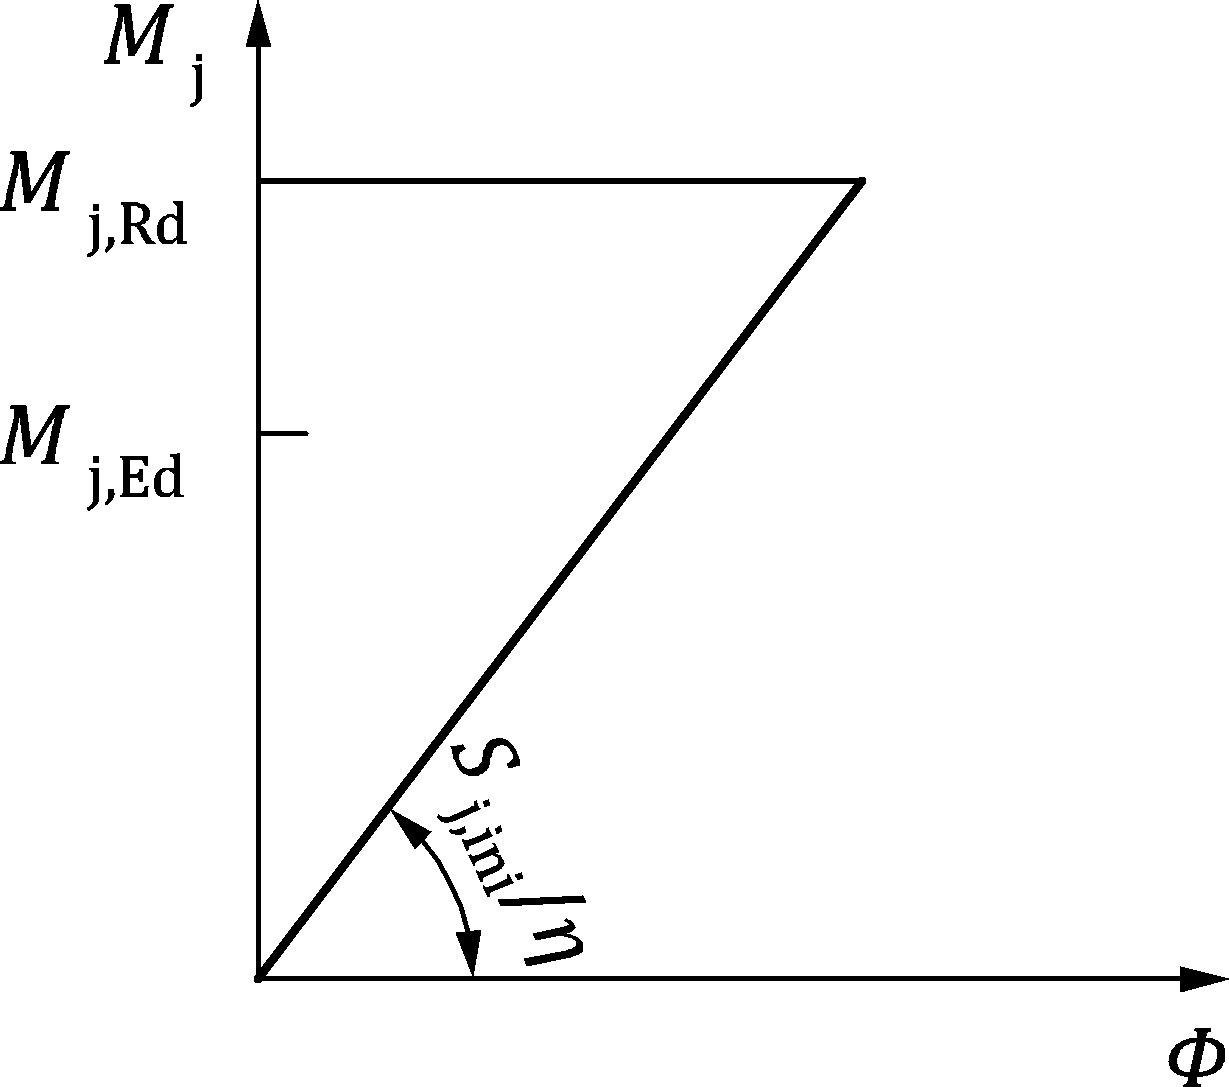 M j
M j,Rd
M j,Ed
S j,ini/η
Φ